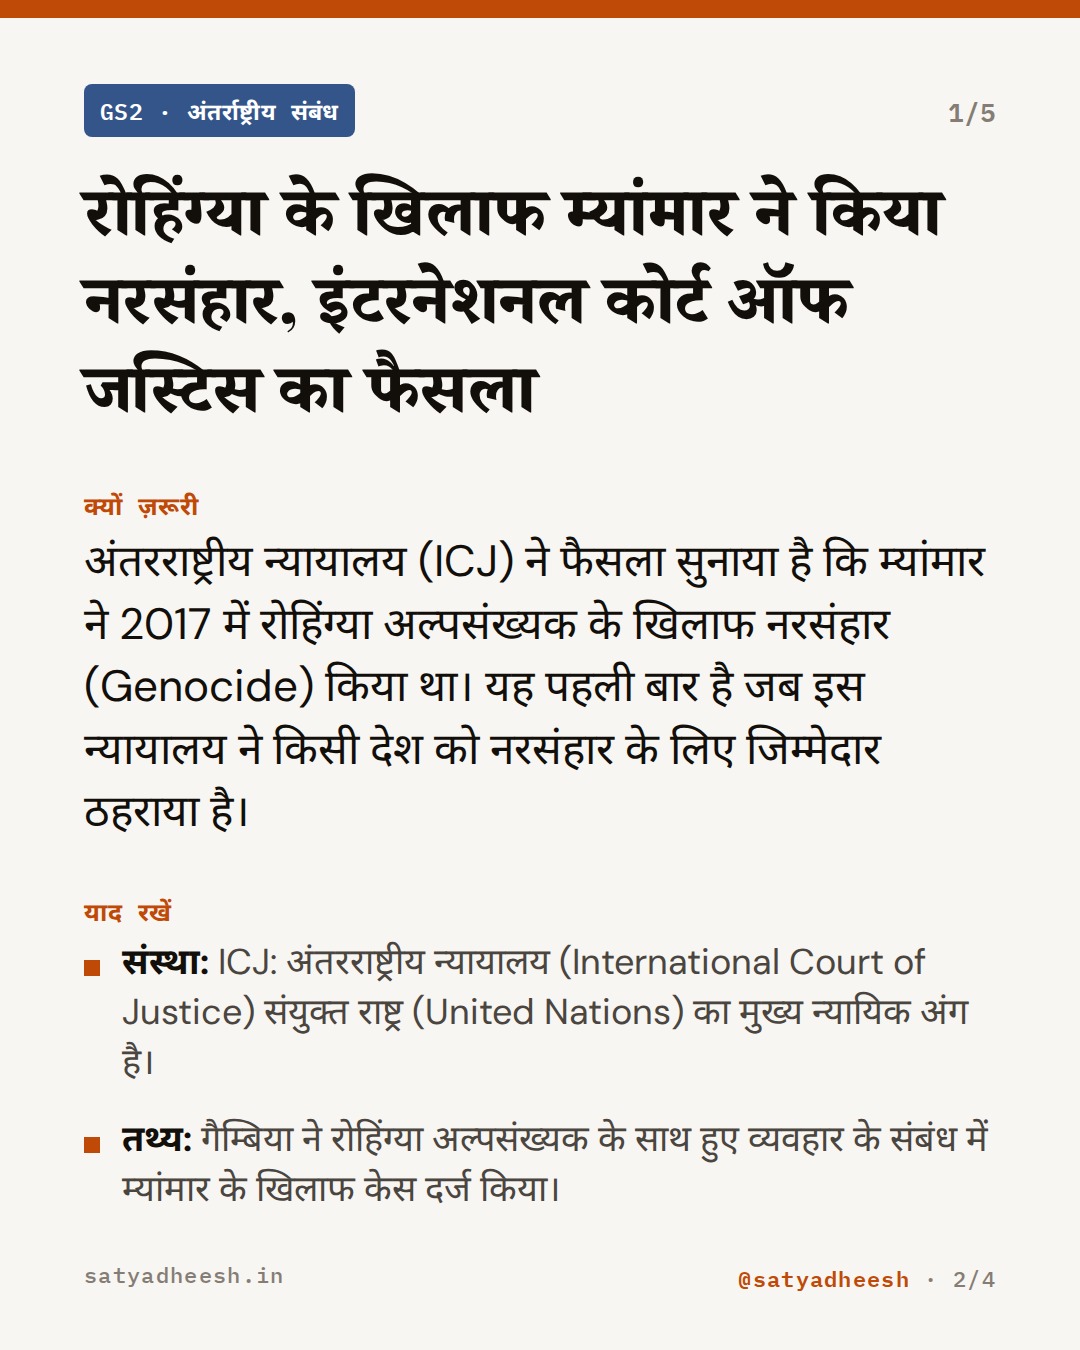 GS2 · अंतर्राष्ट्रीय संबंध
1/5
रोहिंग्या के खिलाफ म्यांमार ने किया
नरसंहार, इंटरनेशनल कोर्ट ऑफ
जस्टिस का फैसला
क्यों ज़रूरी
अंतरराष्ट्रीय न्यायालय (ICJ) ने फैसला सुनाया है कि म्यांमार
ने 2017 में रोहिंग्या अल्पसंख्यक के खिलाफ नरसंहार
(Genocide) किया था। यह पहली बार है जब इस
न्यायालय ने किसी देश को नरसंहार के लिए जिम्मेदार
ठहराया है।
याद रखें
संस्था: ICJ: अंतरराष्ट्रीय न्यायालय (International Court of
Justice) संयुक्त राष्ट्र (United Nations) का मुख्य न्यायिक अंग
है।
तथ्य: गैम्बिया ने रोहिंग्या अल्पसंख्यक के साथ हुए व्यवहार के संबंध में
म्यांमार के खिलाफ केस दर्ज किया।
satyadheesh.in
@satyadheesh · 2/4